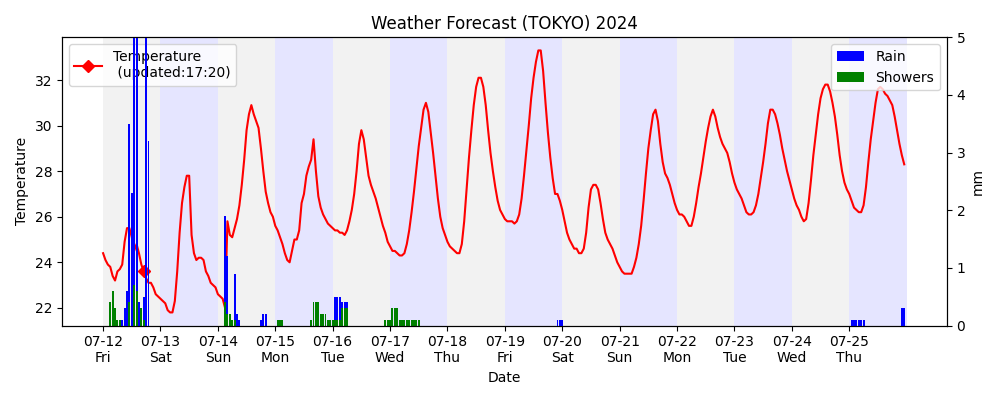 Weather Forecast (TOKYO) 2024
Temperature
(updated:17:20)
Rain
Showers
Temperature
32
30
28
26
24
22
5
4
3
2
1
0
mm
07-12 07-13 07-14 07-15 07-16 07-17 07-18 07-19 07-20 07-21 07-22 07-23 07-24 07-25
Fri Sat Sun Mon Tue Wed Thu Fri Sat Sun Mon Tue Wed Thu
Date